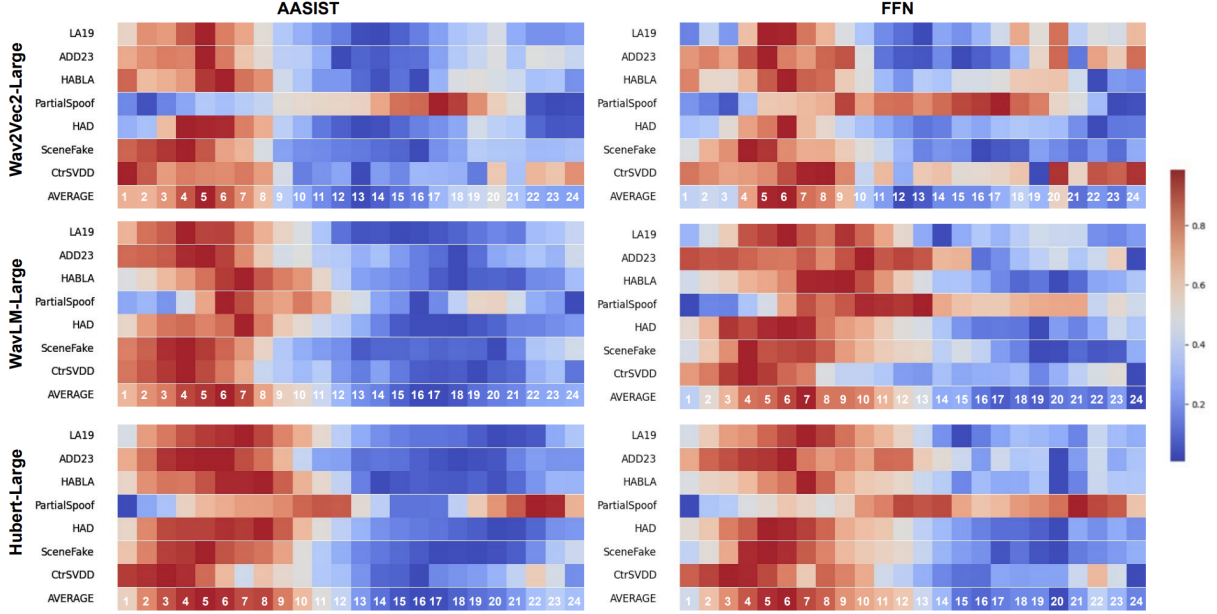 AASIST FFN
Wav2Vec2-Large
LA19 LA19
ADD23 ADD23
HABLA HABLA
PartialSpoof PartialSpoof
HAD HAD
SceneFake SceneFake
CtrSVDD CtrSVDD
AVERAGE 1 2 3 4 5 6 7 8 9 10 11 12 13 14 15 16 17 18 19 20 21 22 23 24 AVERAGE 1 2 3 4 5 6 7 8 9 10 11 12 13 14 15 16 17 18 19 20 21 22 23 24
WavLM-Large
LA19 LA19
ADD23 ADD23
HABLA HABLA
PartialSpoof PartialSpoof
HAD HAD
SceneFake SceneFake
CtrSVDD CtrSVDD
AVERAGE 1 2 3 4 5 6 7 8 9 10 11 12 13 14 15 16 17 18 19 20 21 22 23 24 AVERAGE 1 2 3 4 5 6 7 8 9 10 11 12 13 14 15 16 17 18 19 20 21 22 23 24
Hubert-Large
LA19 LA19
ADD23 ADD23
HABLA HABLA
PartialSpoof PartialSpoof
HAD HAD
SceneFake SceneFake
CtrSVDD CtrSVDD
AVERAGE 1 2 3 4 5 6 7 8 9 10 11 12 13 14 15 16 17 18 19 20 21 22 23 24 AVERAGE 1 2 3 4 5 6 7 8 9 10 11 12 13 14 15 16 17 18 19 20 21 22 23 24
0.8
0.6
0.4
0.2